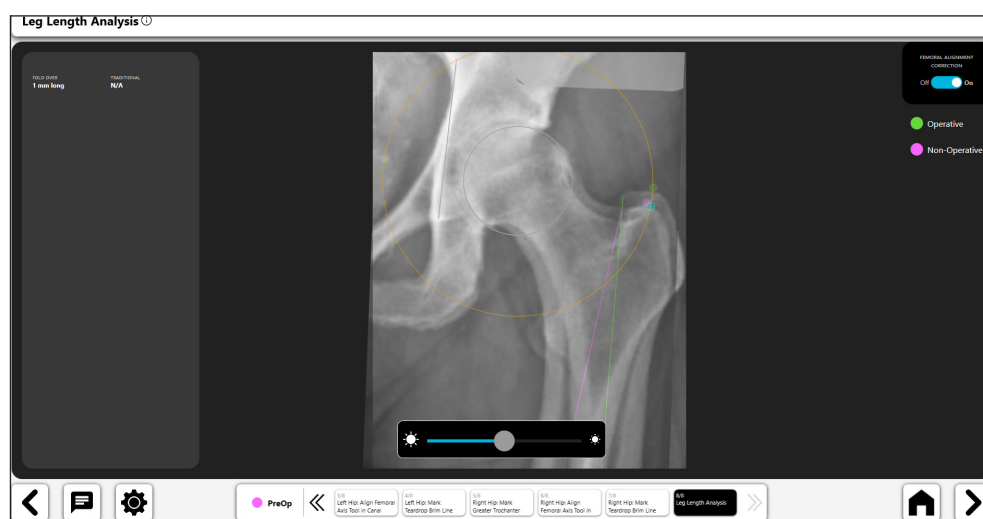 Leg Length Analysis
FOLD OVER
1 mm long
TRADITIONAL
N/A
FEMORAL ALIGNMENT
CORRECTION
Off On
Operative
Non-Operative
PreOp
3/8
Left Hip: Align Femoral
Axis Tool in Canal
4/8
Left Hip: Mark
Teardrop Brim Line
5/8
Right Hip: Mark
Greater Trochanter
6/8
Right Hip: Align
Femoral Axis Tool in
7/8
Right Hip: Mark
Teardrop Brim Line
8/8
Leg Length Analysis